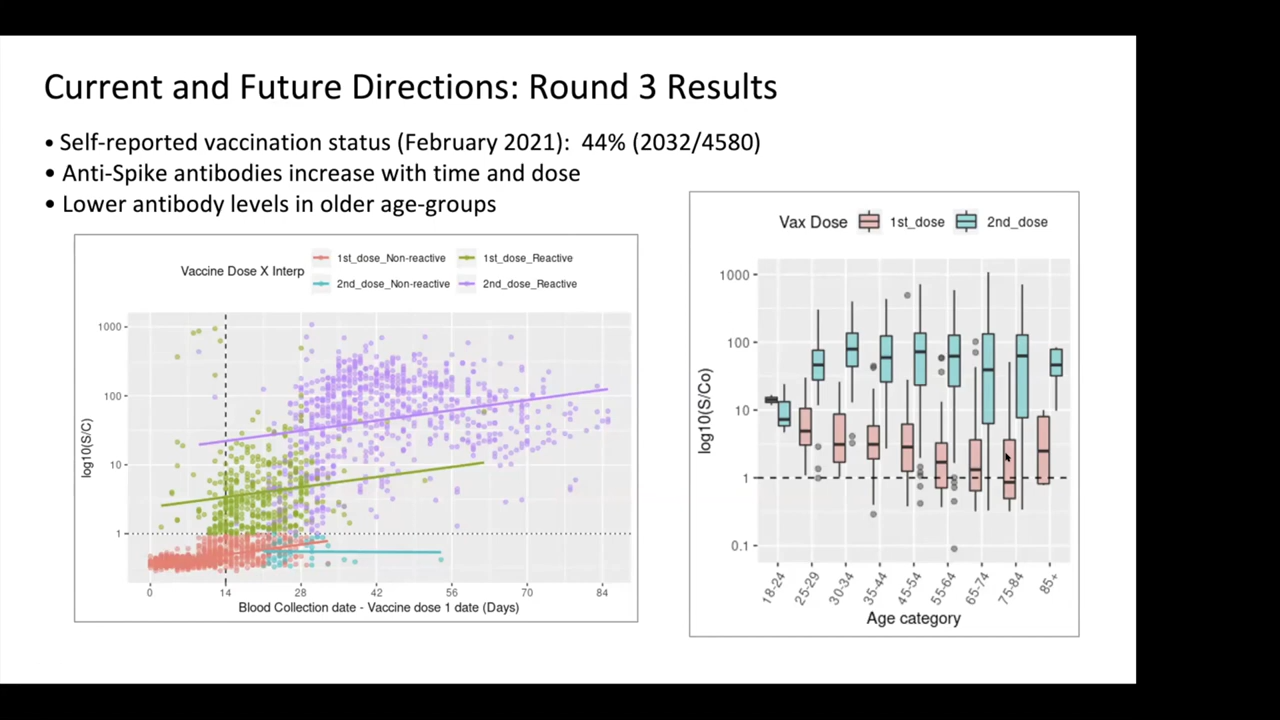 Current and Future Directions: Round 3 Results
• Self-reported vaccination status (February 2021): 44% (2032/4580)
• Anti-Spike antibodies increase with time and dose
• Lower antibody levels in older age-groups
Vaccine Dose X Interp
1st_dose_Non-reactive
1st_dose_Reactive
2nd_dose_Non-reactive
2nd_dose_Reactive
log10(S/C)
1000
100
10
1
0 14 28 42 56 70 84
Blood Collection date - Vaccine dose 1 date (Days)
Vax Dose 1st_dose 2nd_dose
log10(S/Co)
1000
100
10
1
0.1
18-24 25-29 30-34 35-44 45-54 55-64 65-74 75-84 85+
Age category